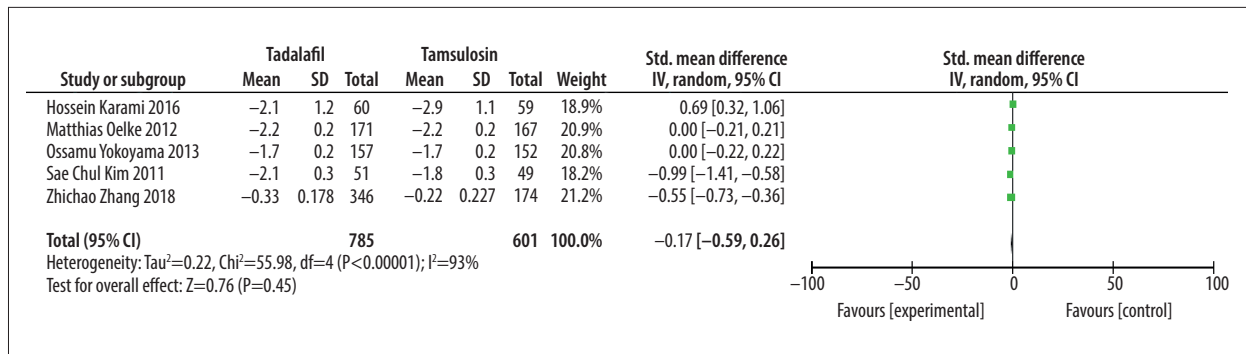 Tadalafil Tamsulosin Std. mean difference Std. mean difference
Study or subgroup Mean SD Total Mean SD Total Weight IV, random, 95% CI IV, random, 95% CI
Hossein Karami 2016 −2.1 1.2 60 −2.9 1.1 59 18.9% 0.69 [0.32, 1.06]
Matthias Oelke 2012 −2.2 0.2 171 −2.2 0.2 167 20.9% 0.00 [−0.21, 0.21]
Ossamu Yokoyama 2013 −1.7 0.2 157 −1.7 0.2 152 20.8% 0.00 [−0.22, 0.22]
Sae Chul Kim 2011 −2.1 0.3 51 −1.8 0.3 49 18.2% −0.99 [−1.41, −0.58]
Zhichao Zhang 2018 −0.33 0.178 346 −0.22 0.227 174 21.2% −0.55 [−0.73, −0.36]
Total (95% CI) 785 601 100.0% −0.17 [−0.59, 0.26]
Heterogeneity: Tau²=0.22, Chi²=55.98, df=4 (P<0.00001); I²=93%
Test for overall effect: Z=0.76 (P=0.45)
−100 −50 0 50 100
Favours [experimental] Favours [control]